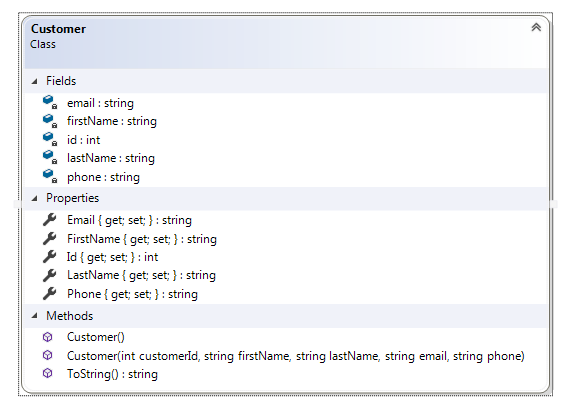 Customer
Class
Fields
email : string
firstName : string
id : int
lastName : string
phone : string
Properties
Email { get; set; } : string
FirstName { get; set; } : string
Id { get; set; } : int
LastName { get; set; } : string
Phone { get; set; } : string
Methods
Customer()
Customer(int customerId, string firstName, string lastName, string email, string phone)
ToString() : string